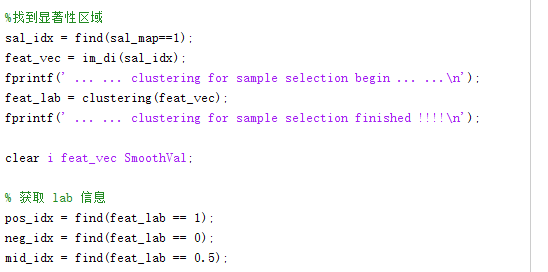 %找到显著性区域
sal_idx = find(sal_map==1);
feat_vec = im_di(sal_idx);
fprintf(' ... ... clustering for sample selection begin ... ...\n');
feat_lab = clustering(feat_vec);
fprintf(' ... ... clustering for sample selection finished !!!!\n');
clear i feat_vec SmoothVal;
% 获取 lab 信息
pos_idx = find(feat_lab == 1);
neg_idx = find(feat_lab == 0);
mid_idx = find(feat_lab == 0.5);